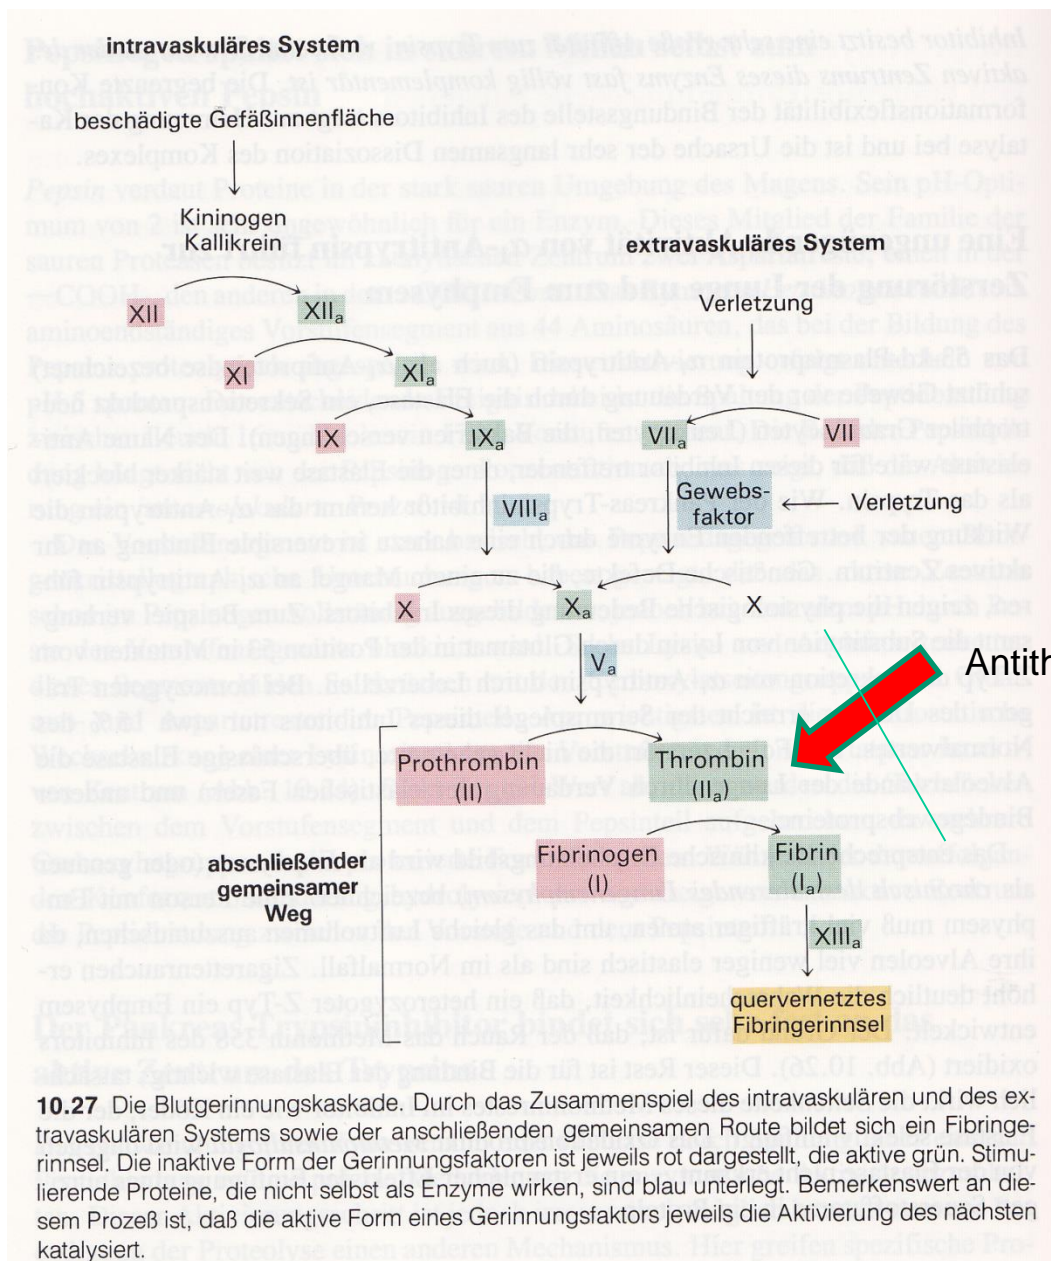 intravaskuläres System
beschädigte Gefäßinnenfläche
Kininogen
Kallikrein
extravaskuläres System
XII
XIIa
Verletzung
XI
XIa
IX
IXa
VIIa
VII
VIIIa
Gewebs-
faktor
Verletzung
X
Xa
X
Va
Antith
Prothrombin
(II)
Thrombin
(IIa)
abschließender
gemeinsamer
Weg
Fibrinogen
(I)
Fibrin
(Ia)
XIIIa
quervernetztes
Fibringerinnsel
10.27 Die Blutgerinnungskaskade. Durch das Zusammenspiel des intravaskulären und des ex-
travaskulären Systems sowie der anschließenden gemeinsamen Route bildet sich ein Fibringe-
rinnsel. Die inaktive Form der Gerinnungsfaktoren ist jeweils rot dargestellt, die aktive grün. Stimu-
lierende Proteine, die nicht selbst als Enzyme wirken, sind blau unterlegt. Bemerkenswert an die-
sem Prozeß ist, daß die aktive Form eines Gerinnungsfaktors jeweils die Aktivierung des nächsten
katalysiert.